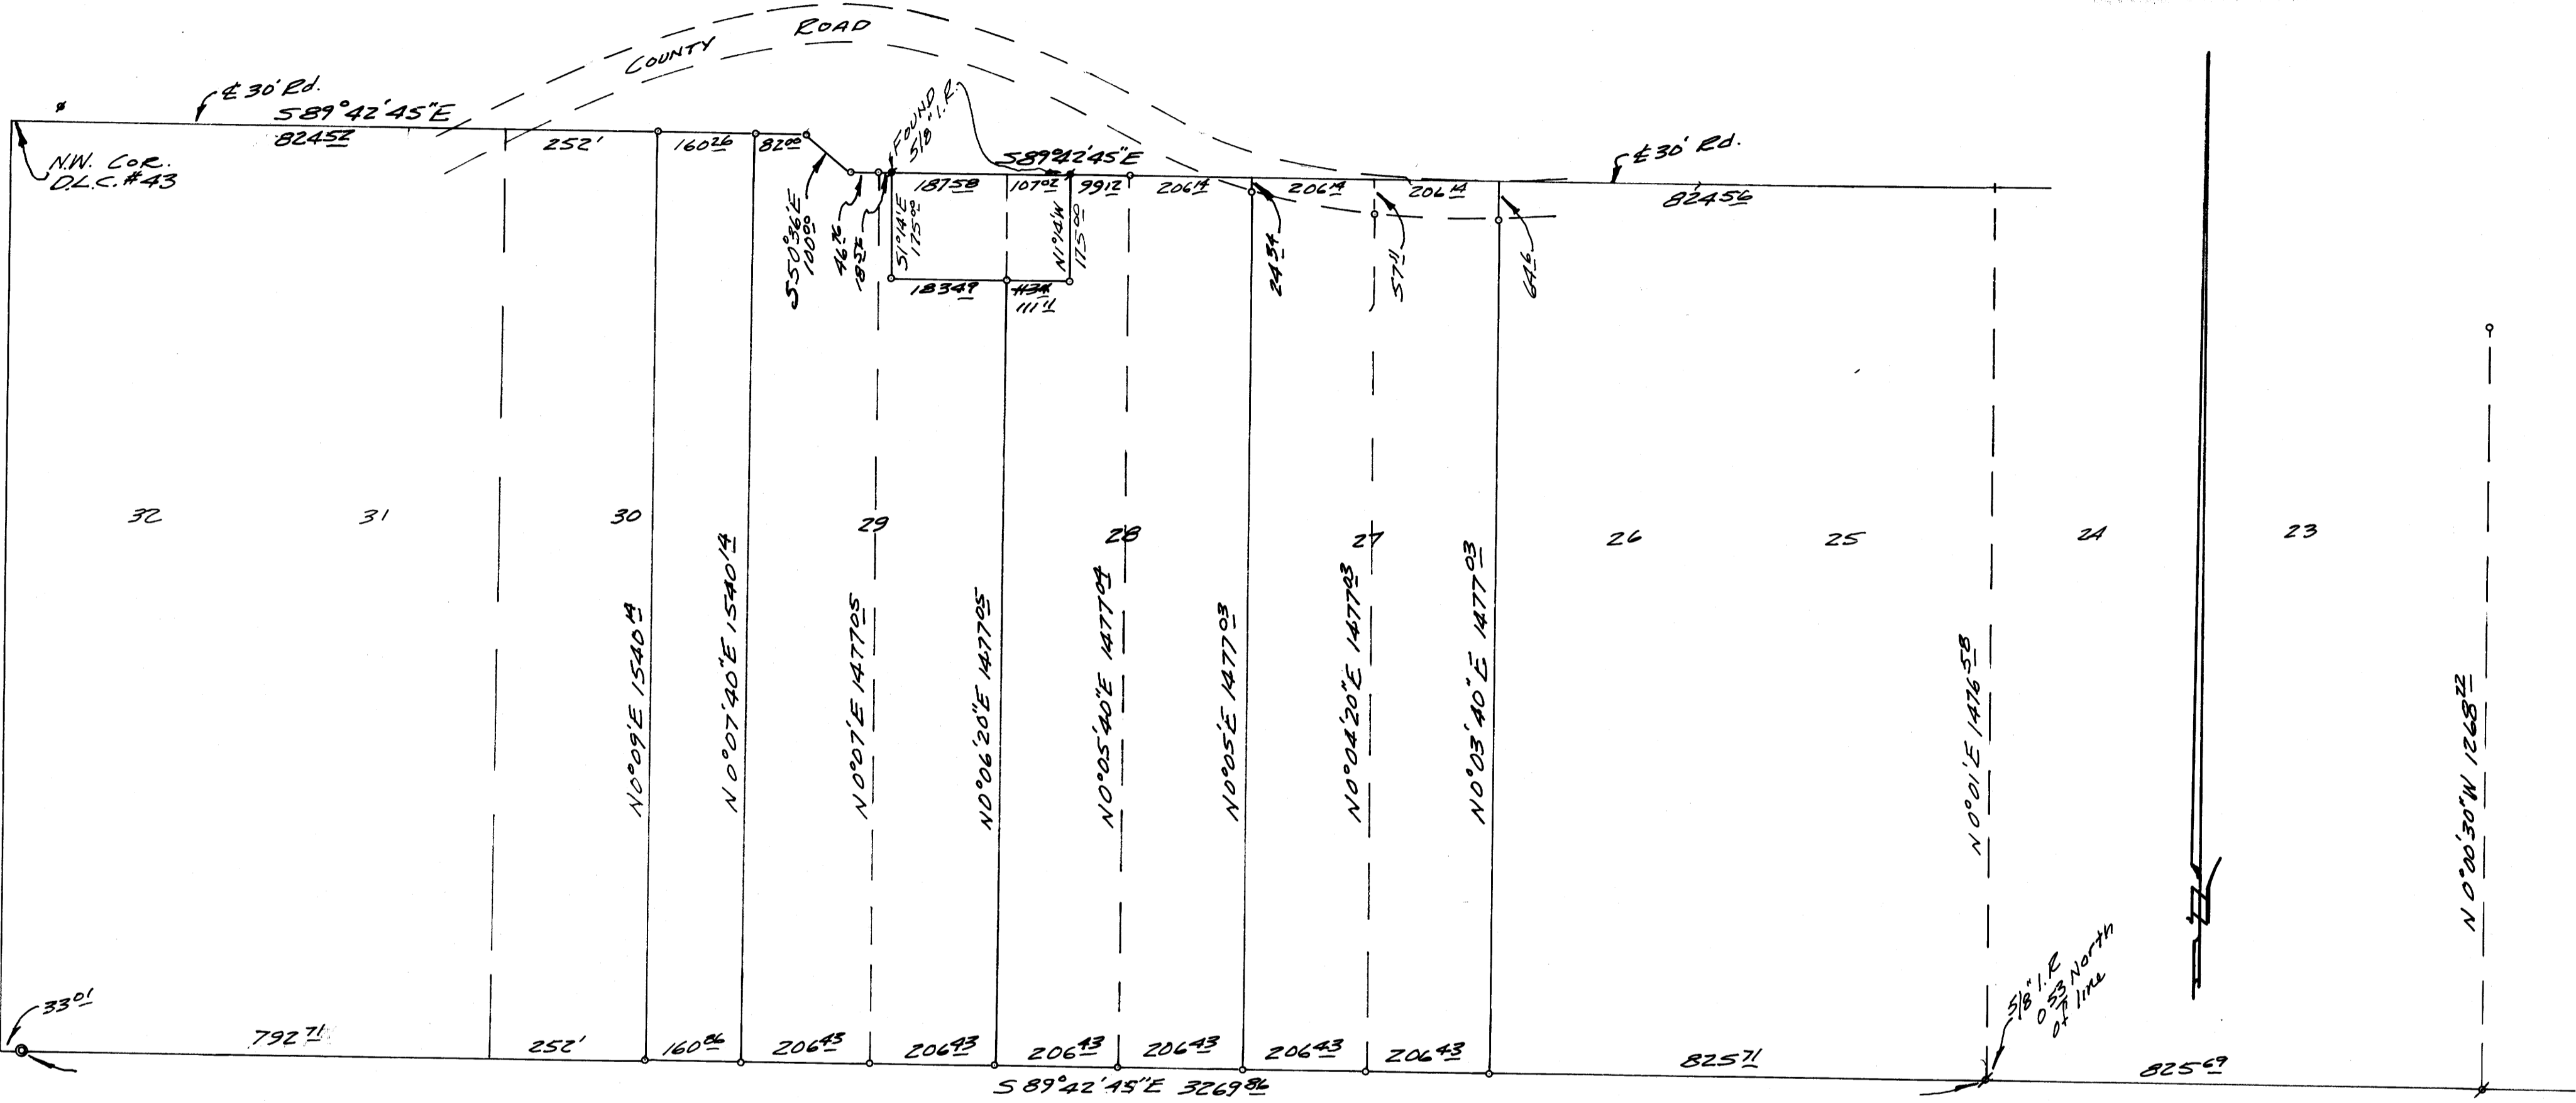 COUNTY ROAD
℄ 30' Rd.
S 89°42'45"E
824 52
252'
160 26
82 00
N.W. COR.
D.L.C. #43
FOUND
5/8" I.R.
S 89°42'45"E
187 58
107 02
99 12
206 14
206 14
206 14
℄ 30' Rd.
824 56
S 50°36'E
100 00
46 76
S 1°14'E
175 00
N 1°14'W
175 00
183 49
111 11
24 34
57 11
64 6
32
31
30
29
28
27
26
25
24
23
N 0°09'E 1540 14
N 0°07'40"E 1540 14
N 0°07'E 1477 05
N 0°06'20"E 1477 05
N 0°05'40"E 1477 04
N 0°05'E 1477 03
N 0°04'20"E 1477 03
N 0°03'40"E 1477 03
N 0°01'E 1476 58
N 0°00'30"W 1268 22
33 01
792 71
252'
160 86
206 43
206 43
206 43
206 43
206 43
206 43
825 71
5/8" I.R
0 53 North
of line
825 69
S 89°42'45"E 3269 86